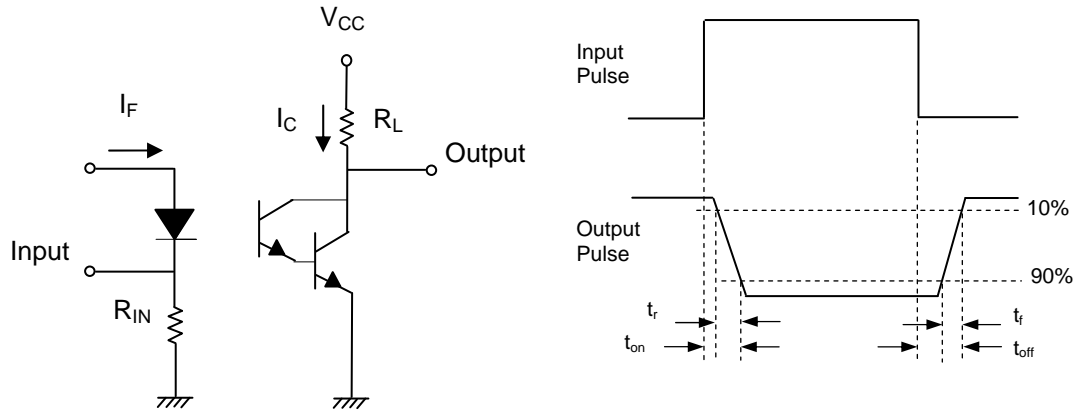 V_CC
I_F
I_C
R_L
Output
Input
R_IN
Input
Pulse
Output
Pulse
10%
90%
t_r
t_f
t_on
t_off